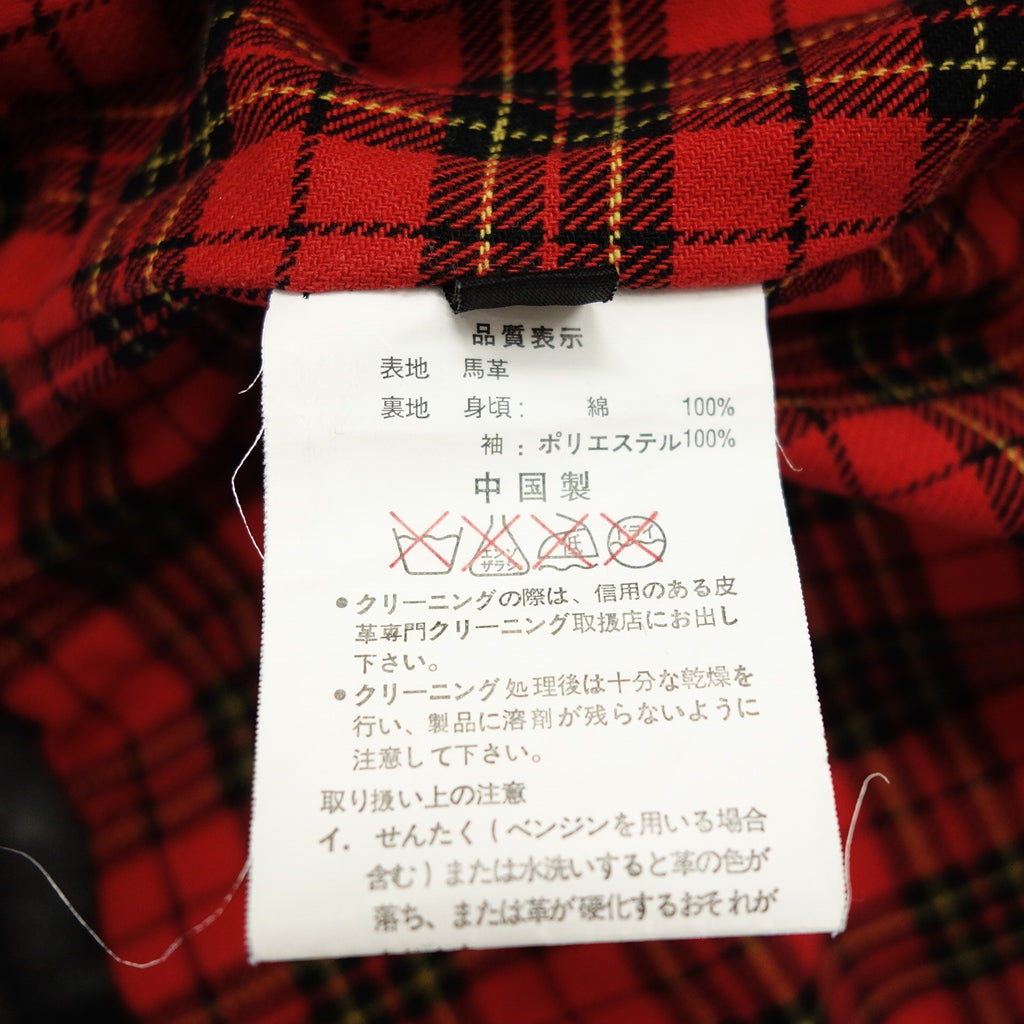 品質表示
表地 馬革
裏地 身頃: 綿 100%
袖: ポリエステル100%
中国製
エンソ
ザラシ
低
ドライ
●クリーニングの際は、信用のある皮
革専門クリーニング取扱店にお出し
下さい。
●クリーニング処理後は十分な乾燥を
行い、製品に溶剤が残らないように
注意して下さい。
取り扱い上の注意
イ. せんたく(ベンジンを用いる場合
含む)または水洗いすると革の色が
落ち、または革が硬化するおそれが